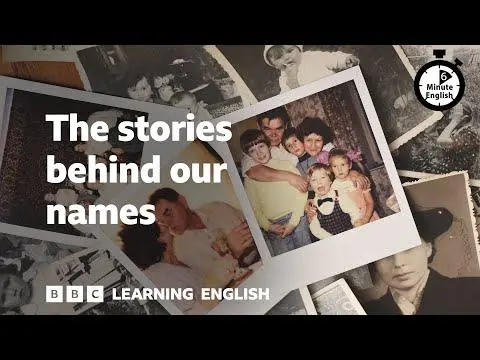 The stories
behind our
names
6
Minute
English
BBC LEARNING ENGLISH